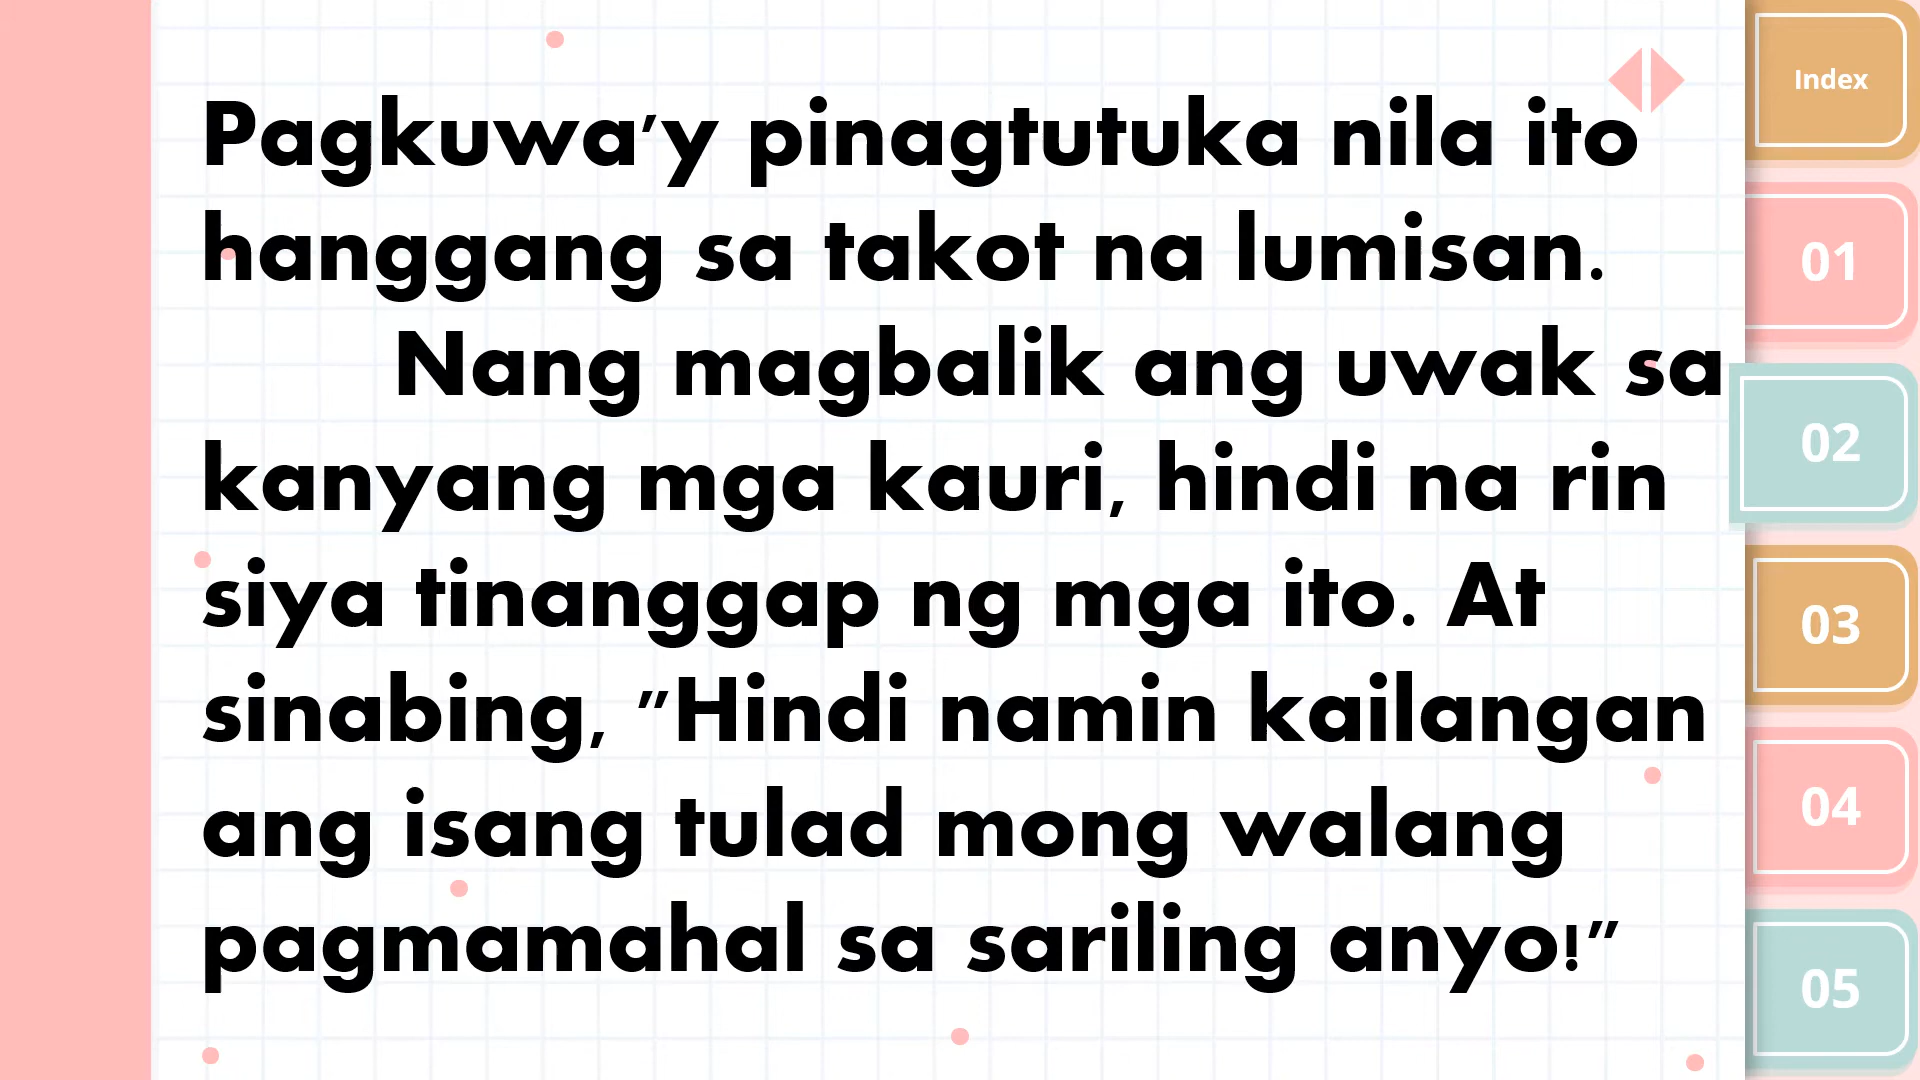 Pagkuwa'y pinagtutuka nila ito
hanggang sa takot na lumisan.
Nang magbalik ang uwak sa
kanyang mga kauri, hindi na rin
siya tinanggap ng mga ito. At
sinabing, "Hindi namin kailangan
ang isang tulad mong walang
pagmamahal sa sariling anyo!"
Index
01
02
03
04
05